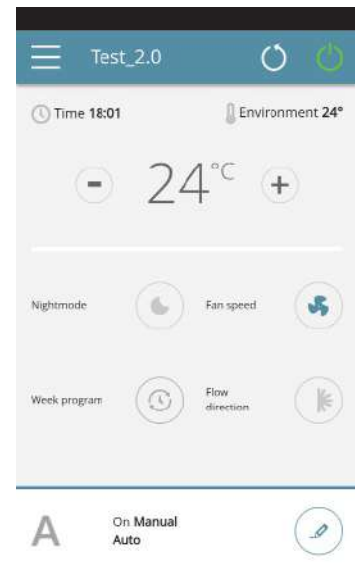 Test_2.0
Time 18:01
Environment 24°
-
24°C
+
Nightmode
Fan speed
Week program
Flow
direction
A
On Manual
Auto